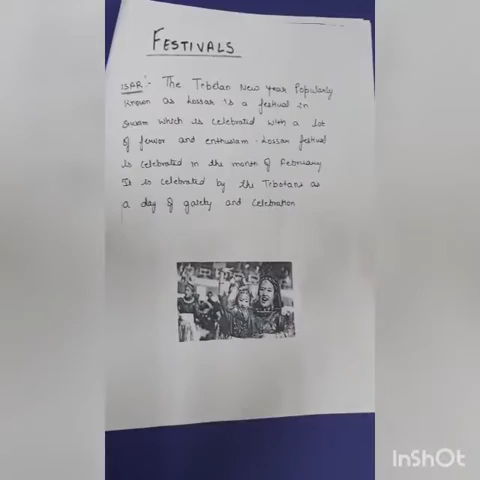 FESTIVALS
ISAR :- The Tebetan New year Popularly
Known as Lossar is a festival in
which is celebrated with a lot
of fervor and enthusiasm. Lossar festival
is celebrated in the month of February
It is celebrated by the Tibetans as
a day of gaiety and celebration
InShOt